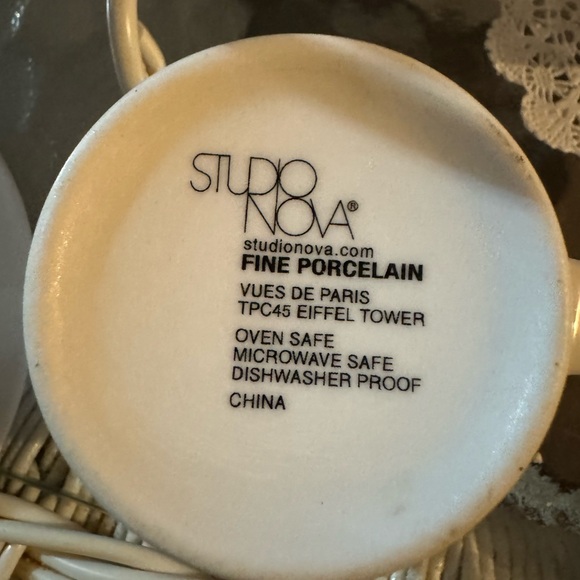 STUDIO
NOVA®
studionova.com
FINE PORCELAIN
VUES DE PARIS
TPC45 EIFFEL TOWER
OVEN SAFE
MICROWAVE SAFE
DISHWASHER PROOF
CHINA